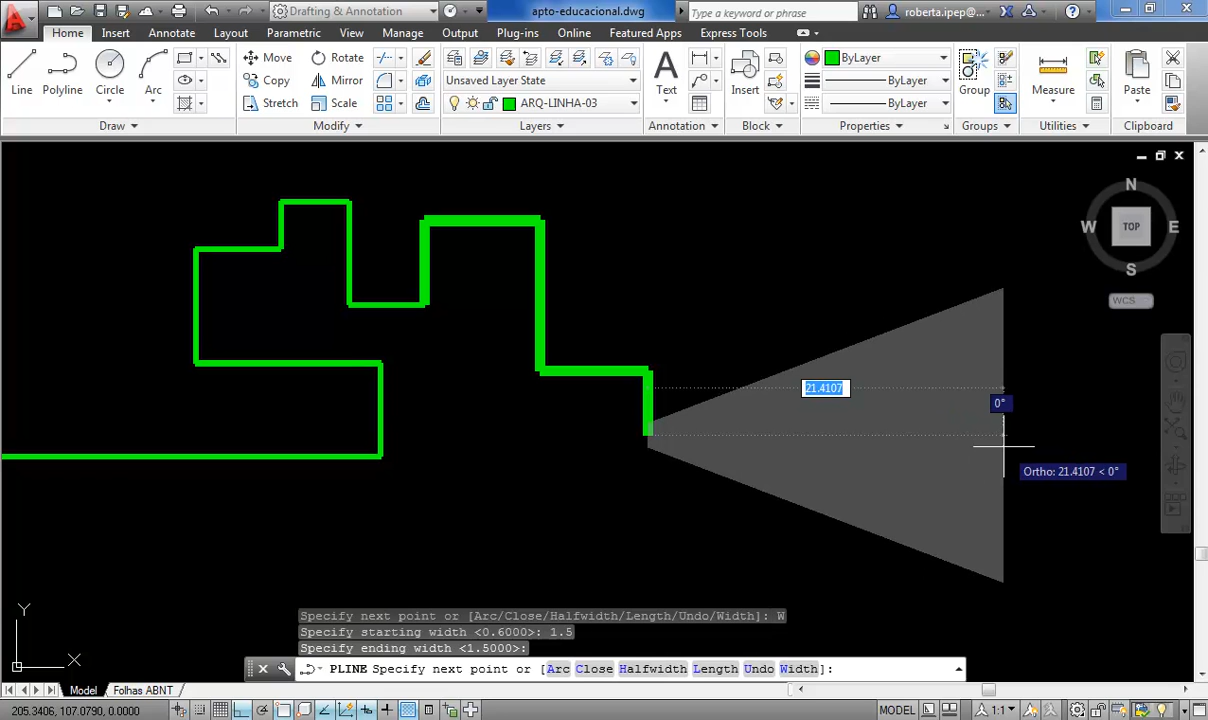 Drafting & Annotation
apto-educacional.dwg
Type a keyword or phrase
roberta.ipep@...
Home Insert Annotate Layout Parametric View Manage Output Plug-ins Online Featured Apps Express Tools
Line Polyline Circle Arc
Move Rotate
Copy Mirror
Stretch Scale
Unsaved Layer State
ARQ-LINHA-03
Text
Insert
ByLayer
ByLayer
ByLayer
Group
Measure
Paste
Draw Modify Layers Annotation Block Properties Groups Utilities Clipboard
N
W TOP E
S
WCS
21.4107
0°
Ortho: 21.4107 < 0°
Y
X
Specify next point or [Arc/Close/Halfwidth/Length/Undo/Width]: W
Specify starting width <0.6000>: 1.5
Specify ending width <1.5000>:
PLINE Specify next point or [Arc Close Halfwidth Length Undo Width]:
Model Folhas ABNT
205.3406, 107.0790, 0.0000
MODEL
1:1